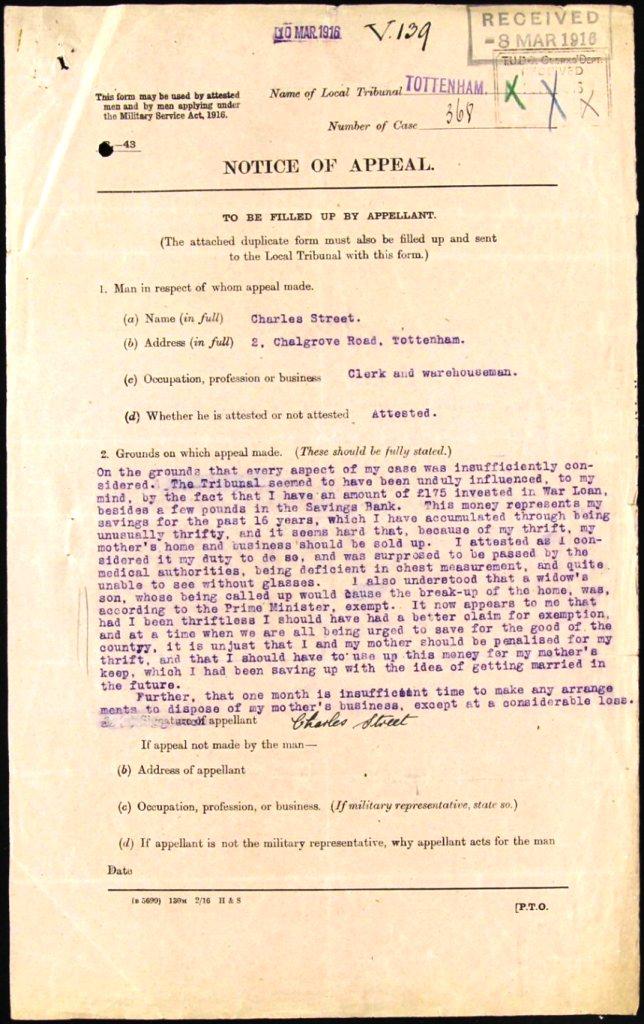 10 MAR. 1916
V.139
RECEIVED
-8 MAR 1916
This form may be used by attested
men and by men applying under
the Military Service Act, 1916.
Name of Local Tribunal TOTTENHAM.
Number of Case 368
-43
NOTICE OF APPEAL.
TO BE FILLED UP BY APPELLANT.
(The attached duplicate form must also be filled up and sent
to the Local Tribunal with this form.)
1. Man in respect of whom appeal made.
(a) Name (in full) Charles Street.
(b) Address (in full) 2, Chalgrove Road, Tottenham.
(c) Occupation, profession or business Clerk and warehouseman.
(d) Whether he is attested or not attested Attested.
2. Grounds on which appeal made. (These should be fully stated.)
On the grounds that every aspect of my case was insufficiently con-
sidered. The Tribunal seemed to have been unduly influenced, to my
mind, by the fact that I have an amount of £175 invested in War Loan,
besides a few pounds in the Savings Bank. This money represents my
savings for the past 16 years, which I have accumulated through being
unusually thrifty, and it seems hard that, because of my thrift, my
mother's home and business should be sold up. I attested as I con-
sidered it my duty to do so, and was surprosed to be passed by the
medical authorities, being deficient in chest measurement, and quite
unable to see without glasses. I also understood that a widow's
son, whose being called up would cause the break-up of the home, was,
according to the Prime Minister, exempt. It now appears to me that
had I been thriftless I should have had a better claim for exemption,
and at a time when we are all being urged to save for the good of the
countyy, it is unjust that I and my mother should be penalised for my
thrift, and that I should have to use up this money for my mother's
keep, which I had been saving up with the idea of getting married in
the future.
Further, that one month is insufficient time to make any arrange
ments to dispose of my mother's business, except at a considerable loss.
Signature of appellant Charles Street
If appeal not made by the man—
(b) Address of appellant
(c) Occupation, profession, or business. (If military representative, state so.)
(d) If appellant is not the military representative, why appellant acts for the man
Date
(B 5699) 130M 2/16 H & S
[P.T.O.